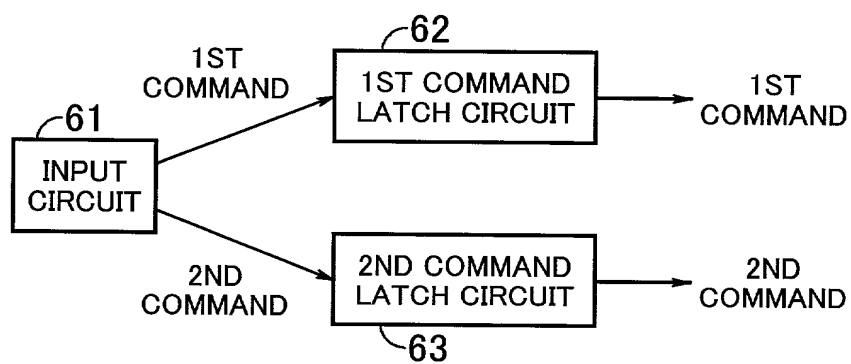 62
1ST
COMMAND
1ST COMMAND
LATCH CIRCUIT
1ST
COMMAND
61
INPUT
CIRCUIT
2ND
COMMAND
2ND COMMAND
LATCH CIRCUIT
2ND
COMMAND
63